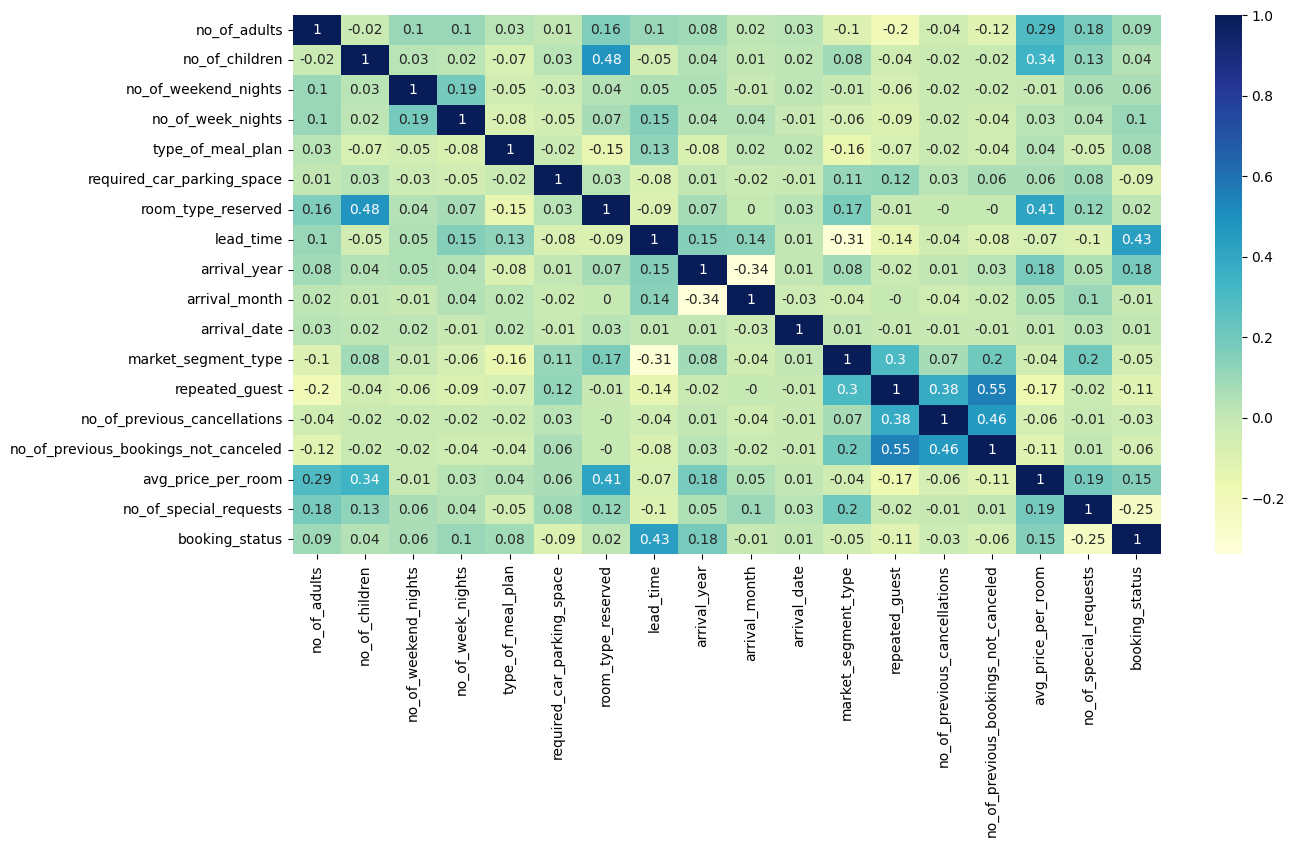 no_of_adults 1 -0.02 0.1 0.1 0.03 0.01 0.16 0.1 0.08 0.02 0.03 -0.1 -0.2 -0.04 -0.12 0.29 0.18 0.09
no_of_children -0.02 1 0.03 0.02 -0.07 0.03 0.48 -0.05 0.04 0.01 0.02 0.08 -0.04 -0.02 -0.02 0.34 0.13 0.04
no_of_weekend_nights 0.1 0.03 1 0.19 -0.05 -0.03 0.04 0.05 0.05 -0.01 0.02 -0.01 -0.06 -0.02 -0.02 -0.01 0.06 0.06
no_of_week_nights 0.1 0.02 0.19 1 -0.08 -0.05 0.07 0.15 0.04 0.04 -0.01 -0.06 -0.09 -0.02 -0.04 0.03 0.04 0.1
type_of_meal_plan 0.03 -0.07 -0.05 -0.08 1 -0.02 -0.15 0.13 -0.08 0.02 0.02 -0.16 -0.07 -0.02 -0.04 0.04 -0.05 0.08
required_car_parking_space 0.01 0.03 -0.03 -0.05 -0.02 1 0.03 -0.08 0.01 -0.02 -0.01 0.11 0.12 0.03 0.06 0.06 0.08 -0.09
room_type_reserved 0.16 0.48 0.04 0.07 -0.15 0.03 1 -0.09 0.07 0 0.03 0.17 -0.01 -0 -0 0.41 0.12 0.02
lead_time 0.1 -0.05 0.05 0.15 0.13 -0.08 -0.09 1 0.15 0.14 0.01 -0.31 -0.14 -0.04 -0.08 -0.07 -0.1 0.43
arrival_year 0.08 0.04 0.05 0.04 -0.08 0.01 0.07 0.15 1 -0.34 0.01 0.08 -0.02 0.01 0.03 0.18 0.05 0.18
arrival_month 0.02 0.01 -0.01 0.04 0.02 -0.02 0 0.14 -0.34 1 -0.03 -0.04 -0 -0.04 -0.02 0.05 0.1 -0.01
arrival_date 0.03 0.02 0.02 -0.01 0.02 -0.01 0.03 0.01 0.01 -0.03 1 0.01 -0.01 -0.01 -0.01 0.01 0.03 0.01
market_segment_type -0.1 0.08 -0.01 -0.06 -0.16 0.11 0.17 -0.31 0.08 -0.04 0.01 1 0.3 0.07 0.2 -0.04 0.2 -0.05
repeated_guest -0.2 -0.04 -0.06 -0.09 -0.07 0.12 -0.01 -0.14 -0.02 -0 -0.01 0.3 1 0.38 0.55 -0.17 -0.02 -0.11
no_of_previous_cancellations -0.04 -0.02 -0.02 -0.02 -0.02 0.03 -0 -0.04 0.01 -0.04 -0.01 0.07 0.38 1 0.46 -0.06 -0.01 -0.03
no_of_previous_bookings_not_canceled -0.12 -0.02 -0.02 -0.04 -0.04 0.06 -0 -0.08 0.03 -0.02 -0.01 0.2 0.55 0.46 1 -0.11 0.01 -0.06
avg_price_per_room 0.29 0.34 -0.01 0.03 0.04 0.06 0.41 -0.07 0.18 0.05 0.01 -0.04 -0.17 -0.06 -0.11 1 0.19 0.15
no_of_special_requests 0.18 0.13 0.06 0.04 -0.05 0.08 0.12 -0.1 0.05 0.1 0.03 0.2 -0.02 -0.01 0.01 0.19 1 -0.25
booking_status 0.09 0.04 0.06 0.1 0.08 -0.09 0.02 0.43 0.18 -0.01 0.01 -0.05 -0.11 -0.03 -0.06 0.15 -0.25 1
no_of_adults
no_of_children
no_of_weekend_nights
no_of_week_nights
type_of_meal_plan
required_car_parking_space
room_type_reserved
lead_time
arrival_year
arrival_month
arrival_date
market_segment_type
repeated_guest
no_of_previous_cancellations
no_of_previous_bookings_not_canceled
avg_price_per_room
no_of_special_requests
booking_status
1.0
0.8
0.6
0.4
0.2
0.0
−0.2